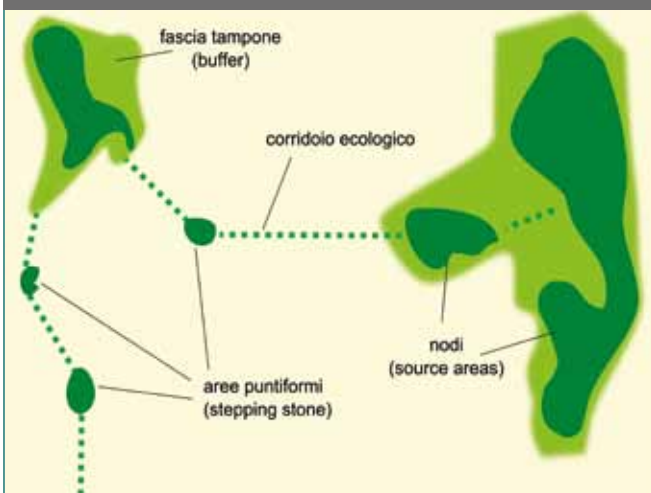 fascia tampone
(buffer)
corridoio ecologico
nodi
(source areas)
aree puntiformi
(stepping stone)